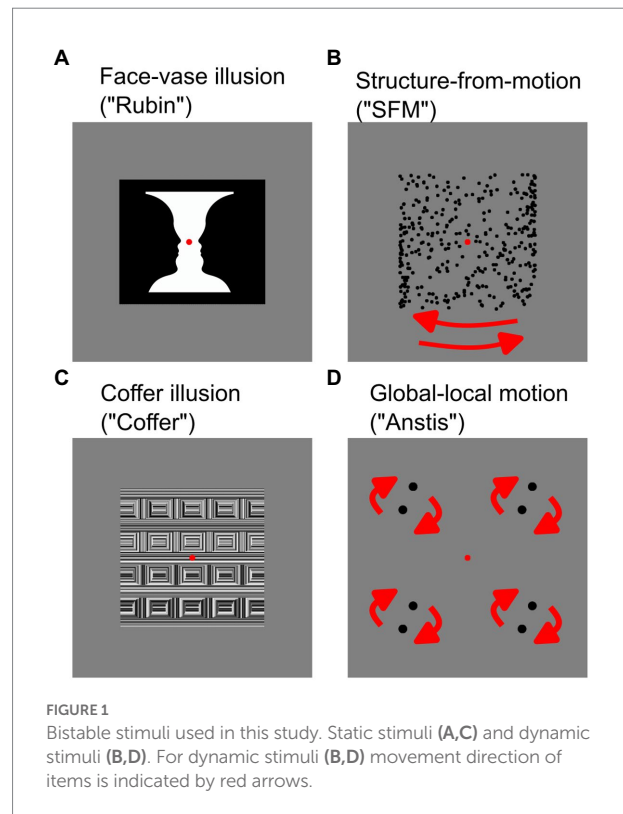 A
Face-vase illusion
("Rubin")
B
Structure-from-motion
("SFM")
C
Coffer illusion
("Coffer")
D
Global-local motion
("Anstis")
FIGURE 1
Bistable stimuli used in this study. Static stimuli (A,C) and dynamic
stimuli (B,D). For dynamic stimuli (B,D) movement direction of
items is indicated by red arrows.